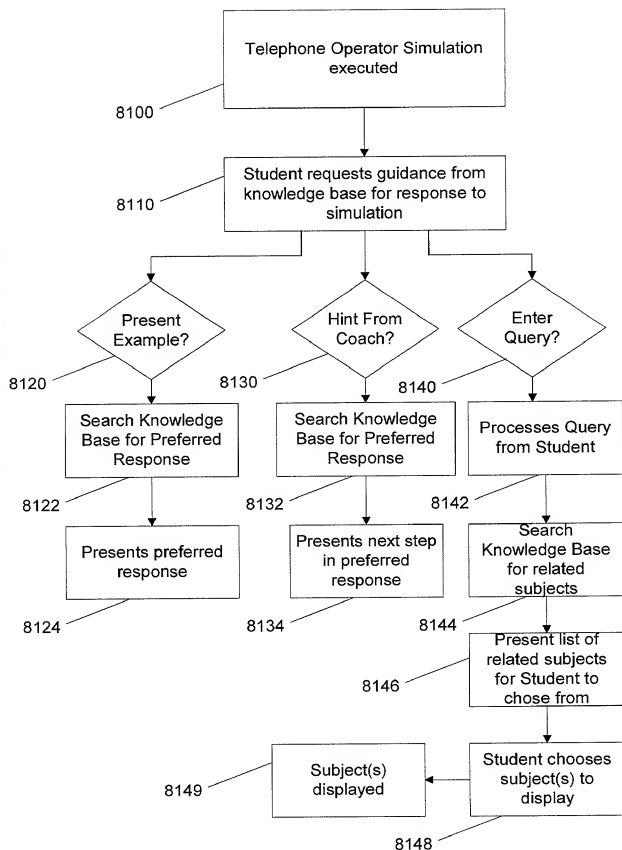 Telephone Operator Simulation
executed
8100
Student requests guidance from
knowledge base for response to
simulation
8110
Present
Example?
8120
Hint From
Coach?
8130
Enter
Query?
8140
Search Knowledge
Base for Preferred
Response
8122
Search Knowledge
Base for Preferred
Response
8132
Processes Query
from Student
8142
Presents preferred
response
8124
Presents next step
in preferred
response
8134
Search
Knowledge Base
for related
subjects
8144
Present list of
related subjects
for Student to
chose from
8146
Student chooses
subject(s) to
display
8148
Subject(s)
displayed
8149